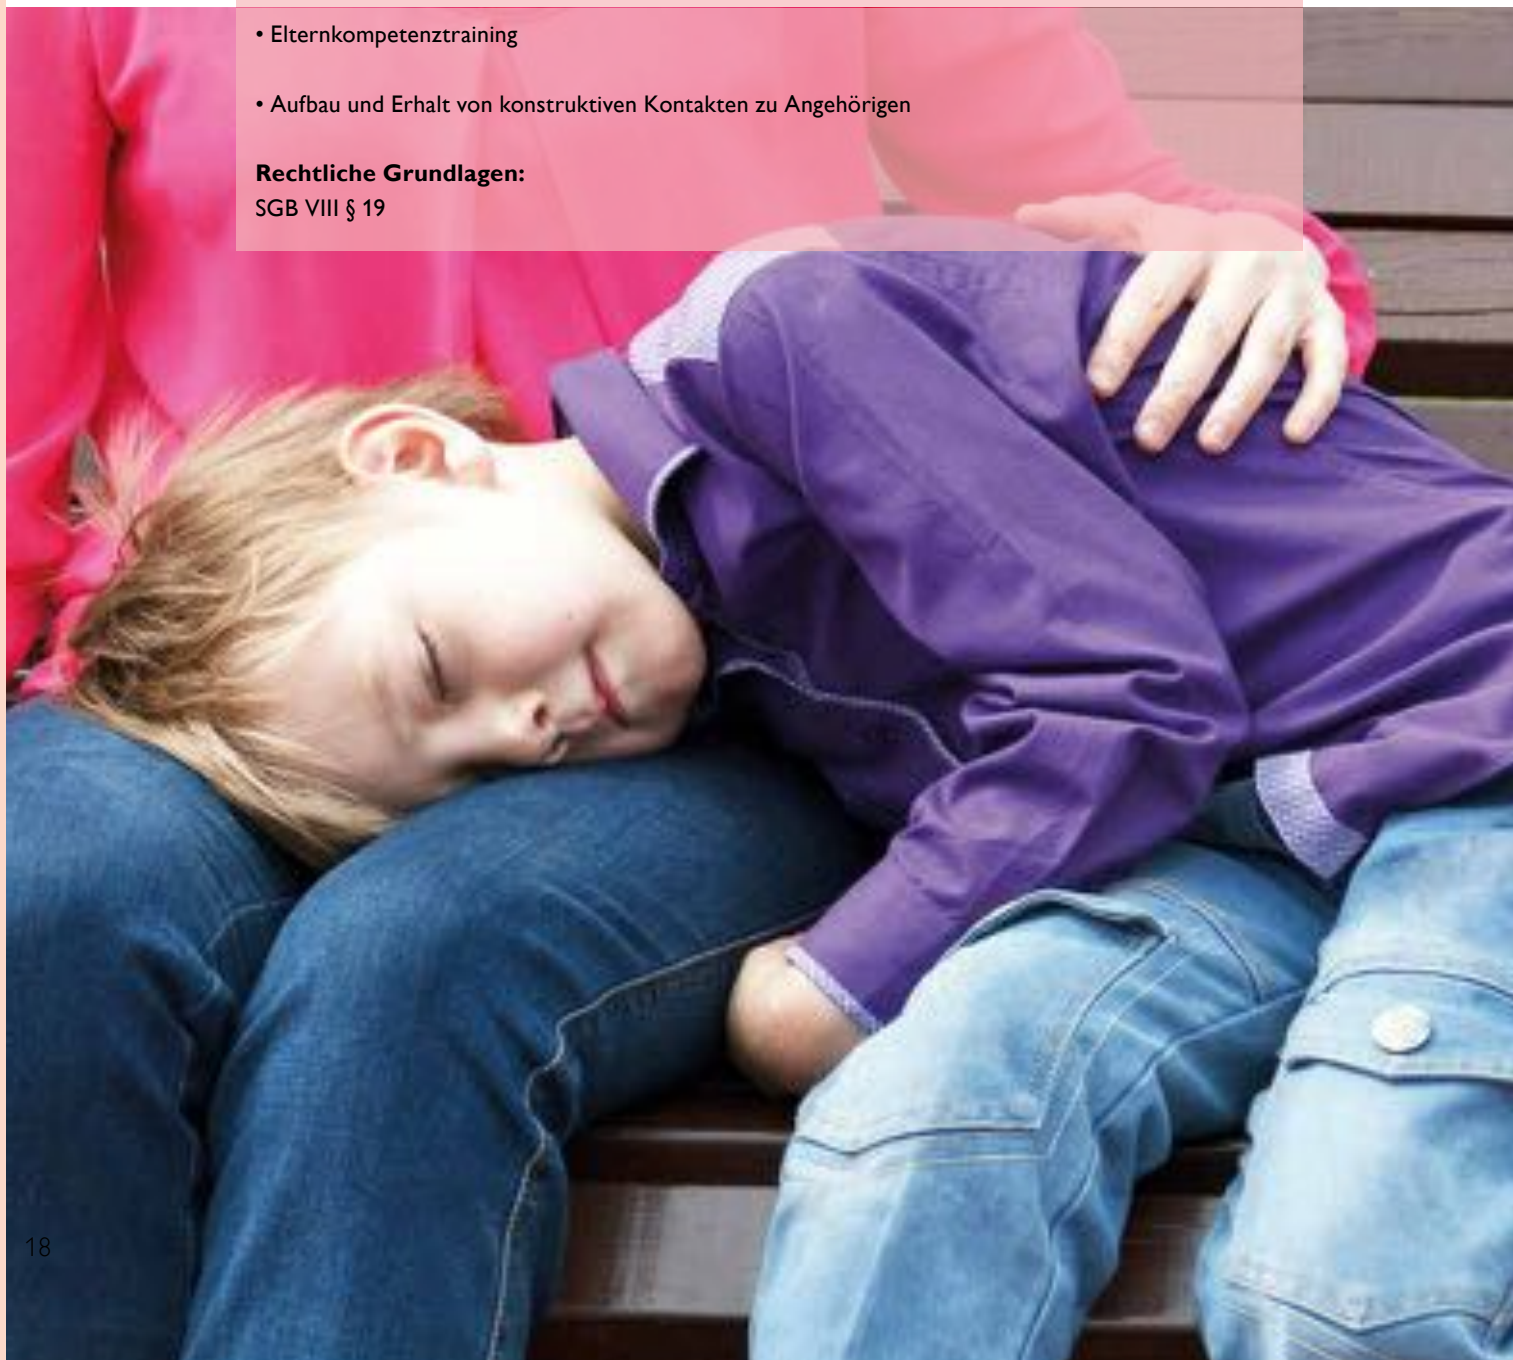 • Elternkompetenztraining
• Aufbau und Erhalt von konstruktiven Kontakten zu Angehörigen
Rechtliche Grundlagen:
SGB VIII § 19
18